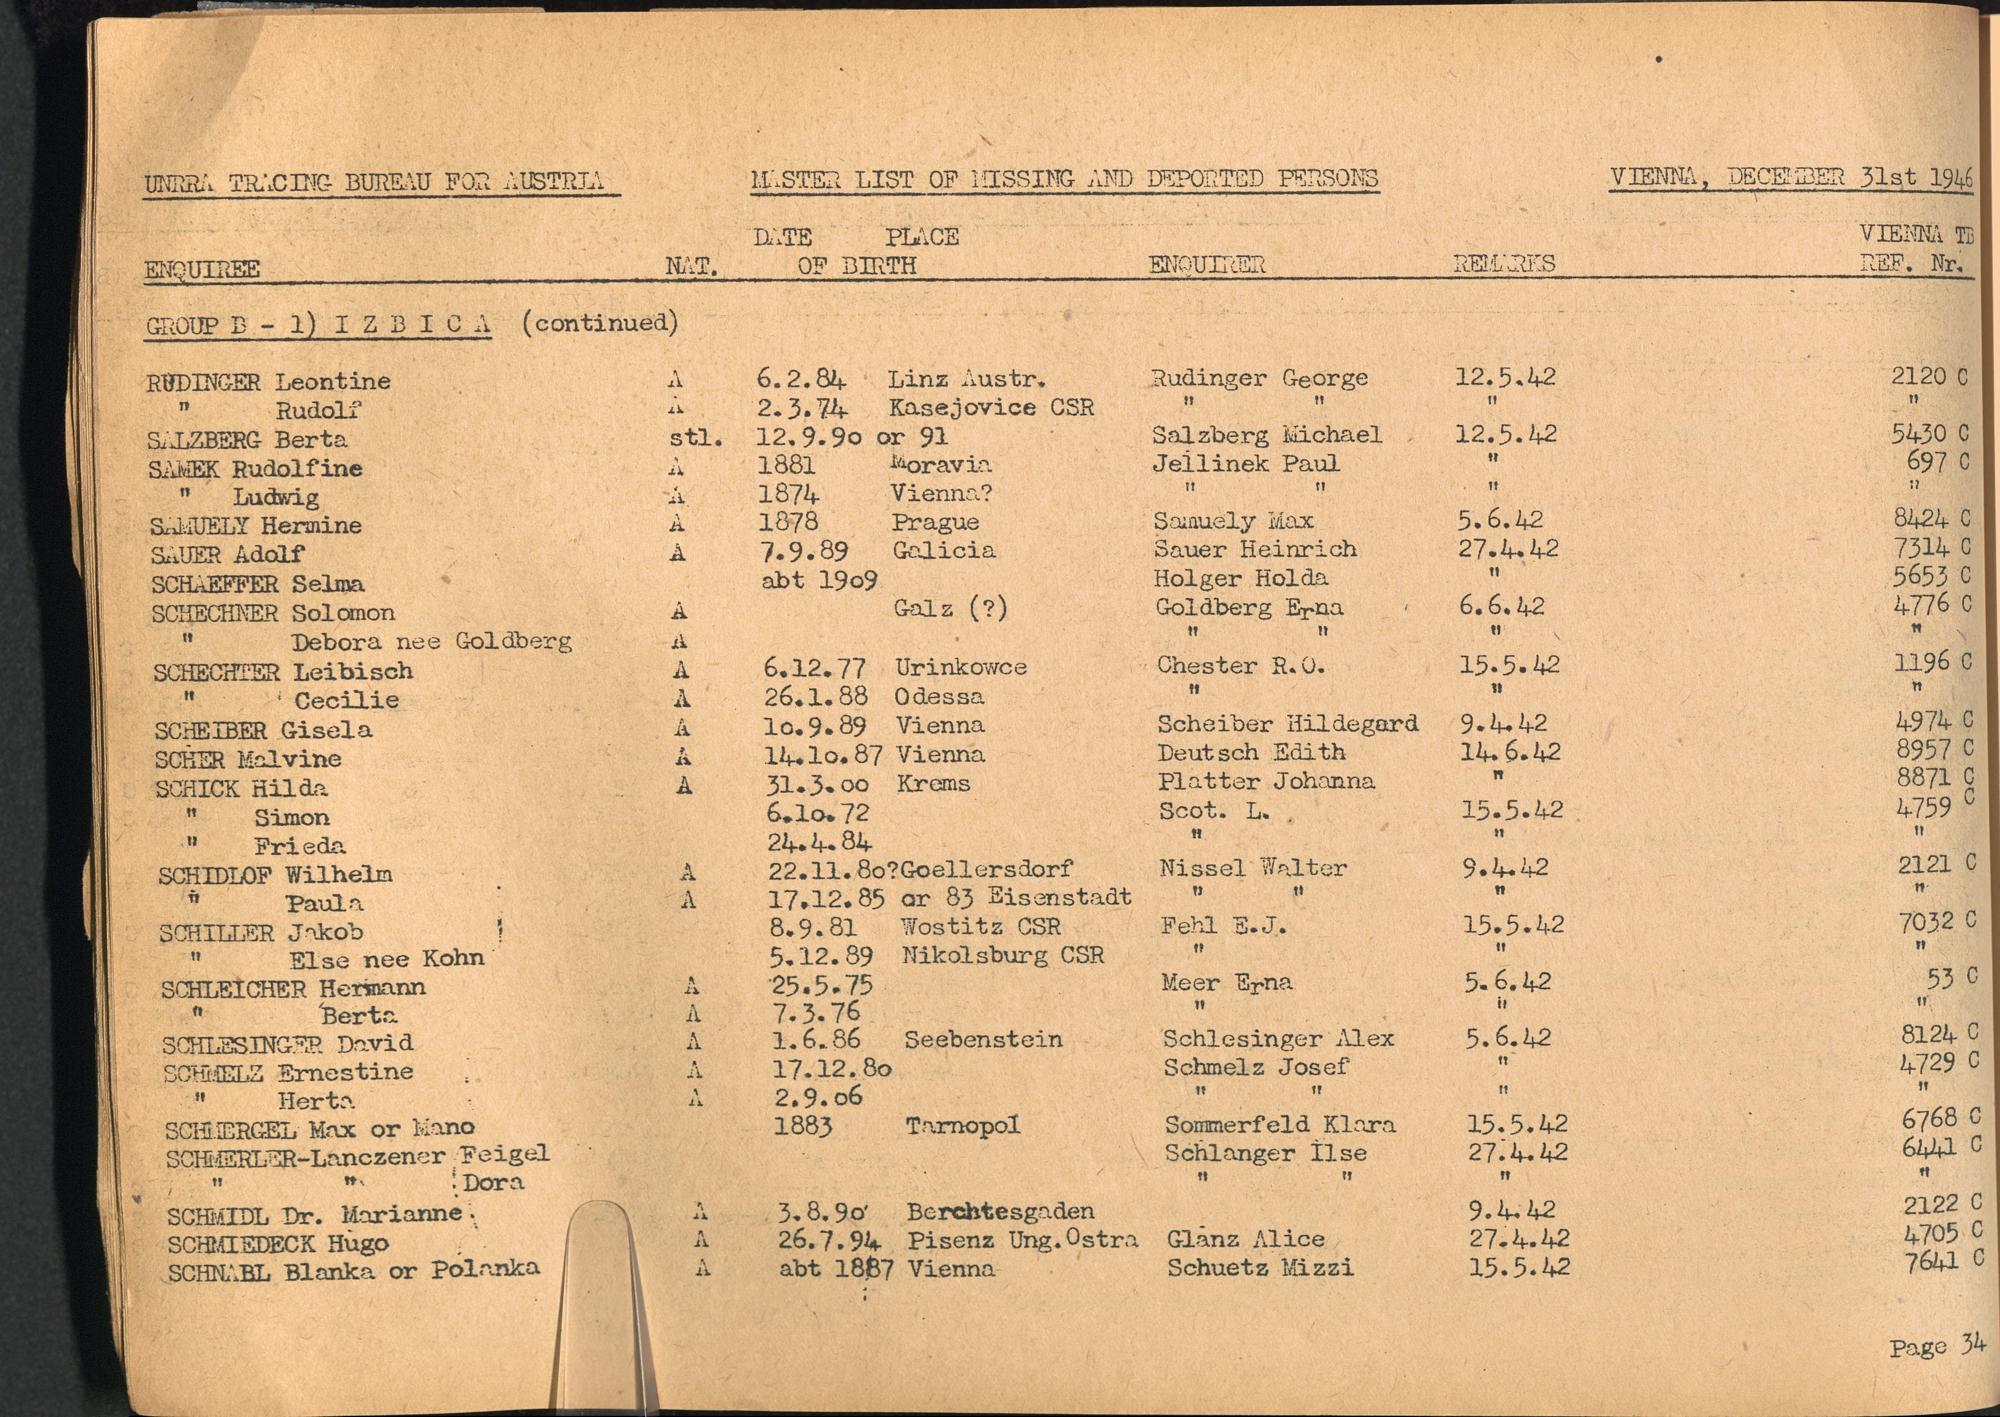 UNRRA TRACING BUREAU FOR AUSTRIA MASTER LIST OF MISSING AND DEPORTED PERSONS VIENNA, DECEMBER 31st 1946
DATE PLACE VIENNA TB
ENQUIREE NAT. OF BIRTH ENQUIRER REMARKS REF. Nr.
GROUP B - 1) I Z B I C A (continued)
RUDINGER Leontine A 6.2.84 Linz Austr. Rudinger George 12.5.42 2120 C
" Rudolf A 2.3.74 Kasejovice CSR " " " "
SALZBERG Berta stl. 12.9.9o or 91 Salzberg Michael 12.5.42 5430 C
SAMEK Rudolfine A 1881 Moravia Jellinek Paul " 697 C
" Ludwig A 1874 Vienna? " " " "
SAMUELY Hermine A 1878 Prague Samuely Max 5.6.42 8424 C
SAUER Adolf A 7.9.89 Galicia Sauer Heinrich 27.4.42 7314 C
SCHAEFFER Selma abt 19o9 Holger Holda " 5653 C
SCHECHNER Solomon A Galz (?) Goldberg Erna 6.6.42 4776 C
" Debora nee Goldberg A " " " "
SCHECHTER Leibisch A 6.12.77 Urinkowce Chester R.O. 15.5.42 1196 C
" Cecilie A 26.1.88 Odessa " " "
SCHEIBER Gisela A 1o.9.89 Vienna Scheiber Hildegard 9.4.42 4974 C
SCHER Malvine A 14.1o.87 Vienna Deutsch Edith 14.6.42 8957 C
SCHICK Hilda A 31.3.oo Krems Platter Johanna " 8871 C
" Simon 6.1o.72 Scot. L. 15.5.42 4759 C
" Frieda 24.4.84 " " "
SCHIDLOF Wilhelm A 22.11.8o?Goellersdorf Nissel Walter 9.4.42 2121 C
" Paula A 17.12.85 or 83 Eisenstadt " " " "
SCHILLER Jakob 8.9.81 Wostitz CSR Fehl E.J. 15.5.42 7032 C
" Else nee Kohn 5.12.89 Nikolsburg CSR " " "
SCHLEICHER Hermann A 25.5.75 Meer Erna 5.6.42 53 C
" Berta A 7.3.76 " " "
SCHLESINGER David A 1.6.86 Seebenstein Schlesinger Alex 5.6.42 8124 C
SCHMELZ Ernestine A 17.12.8o Schmelz Josef " 4729 C
" Herta A 2.9.o6 " " " "
SCHMERGEL Max or Mano 1883 Tarnopol Sommerfeld Klara 15.5.42 6768 C
SCHMERLER-Lanczener Feigel Schlanger Ilse 27.4.42 6441 C
" " Dora " " " "
SCHMIDL Dr. Marianne A 3.8.9o Berchtesgaden 9.4.42 2122 C
SCHMIEDECK Hugo A 26.7.94 Pisenz Ung.Ostra Glanz Alice 27.4.42 4705 C
SCHNABL Blanka or Polanka A abt 1887 Vienna Schuetz Mizzi 15.5.42 7641 C
Page 34